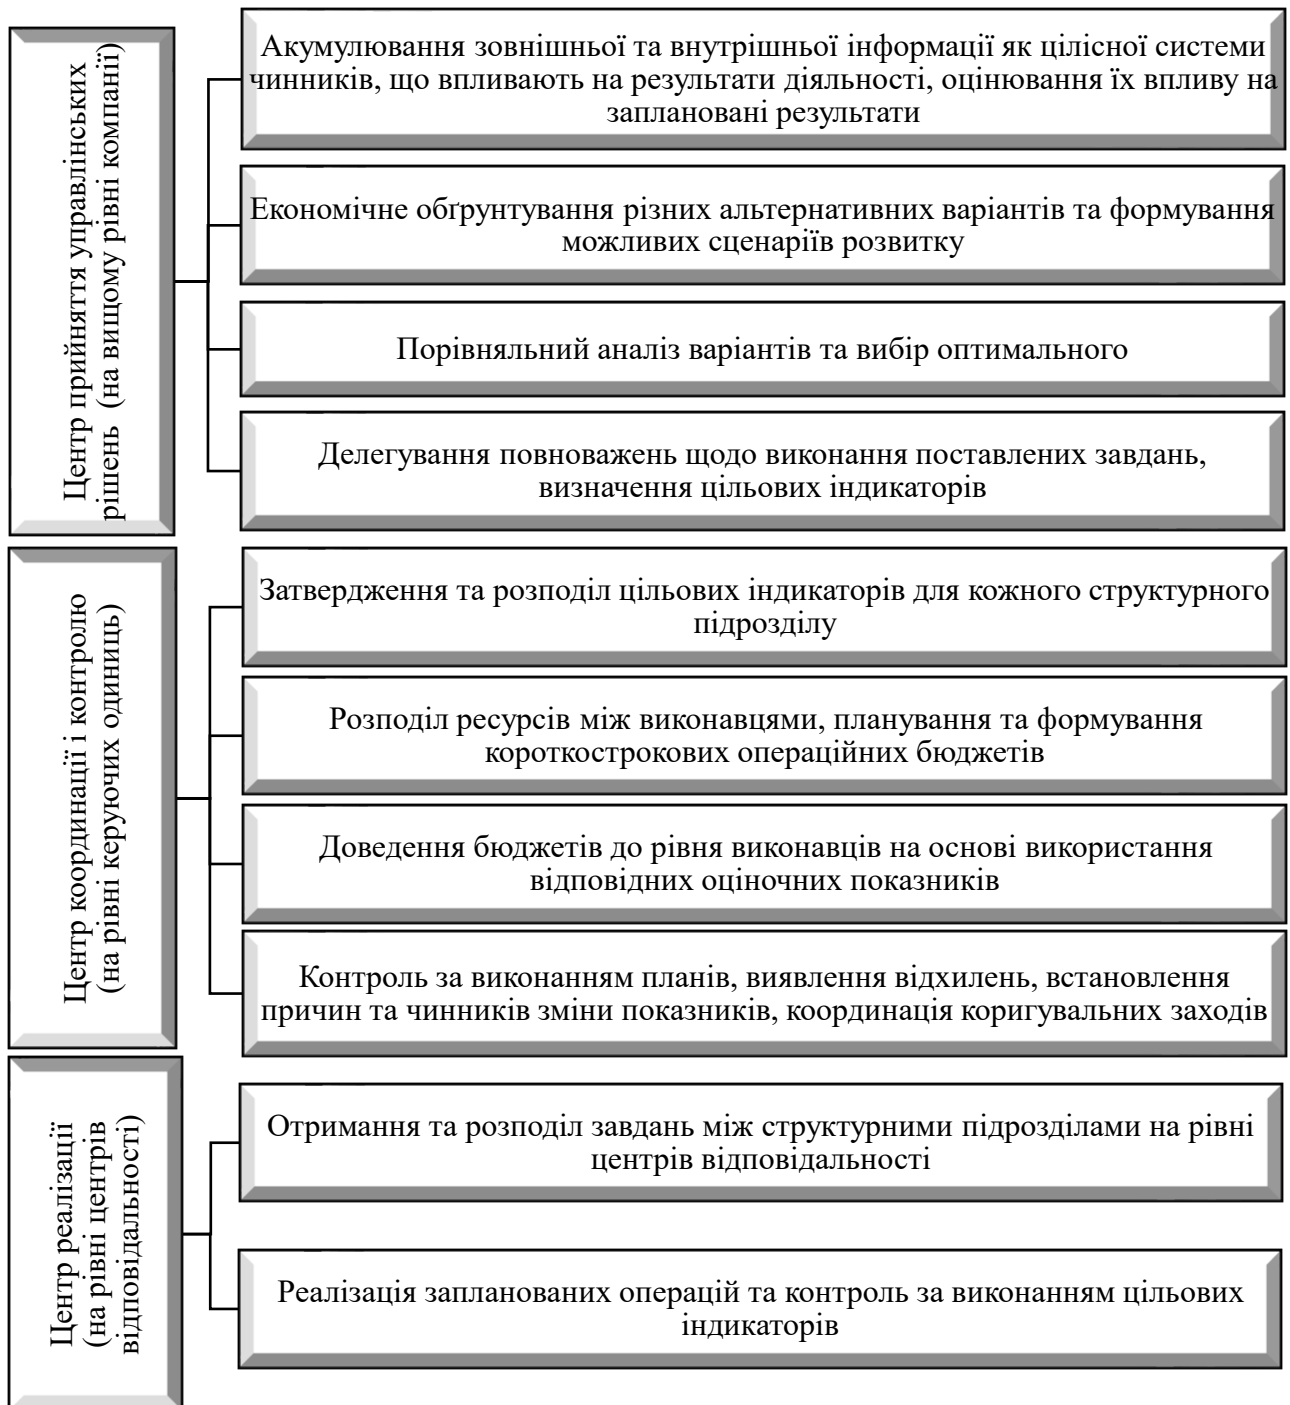 Центр прийняття управлінських
рішень (на вищому рівні компанії)
Акумулювання зовнішньої та внутрішньої інформації як цілісної системи
чинників, що впливають на результати діяльності, оцінювання їх впливу на
заплановані результати
Економічне обґрунтування різних альтернативних варіантів та формування
можливих сценаріїв розвитку
Порівняльний аналіз варіантів та вибір оптимального
Делегування повноважень щодо виконання поставлених завдань,
визначення цільових індикаторів
Центр координації і контролю
(на рівні керуючих одиниць)
Затвердження та розподіл цільових індикаторів для кожного структурного
підрозділу
Розподіл ресурсів між виконавцями, планування та формування
короткострокових операційних бюджетів
Доведення бюджетів до рівня виконавців на основі використання
відповідних оціночних показників
Контроль за виконанням планів, виявлення відхилень, встановлення
причин та чинників зміни показників, координація коригувальних заходів
Центр реалізації
(на рівні центрів
відповідальності)
Отримання та розподіл завдань між структурними підрозділами на рівні
центрів відповідальності
Реалізація запланованих операцій та контроль за виконанням цільових
індикаторів